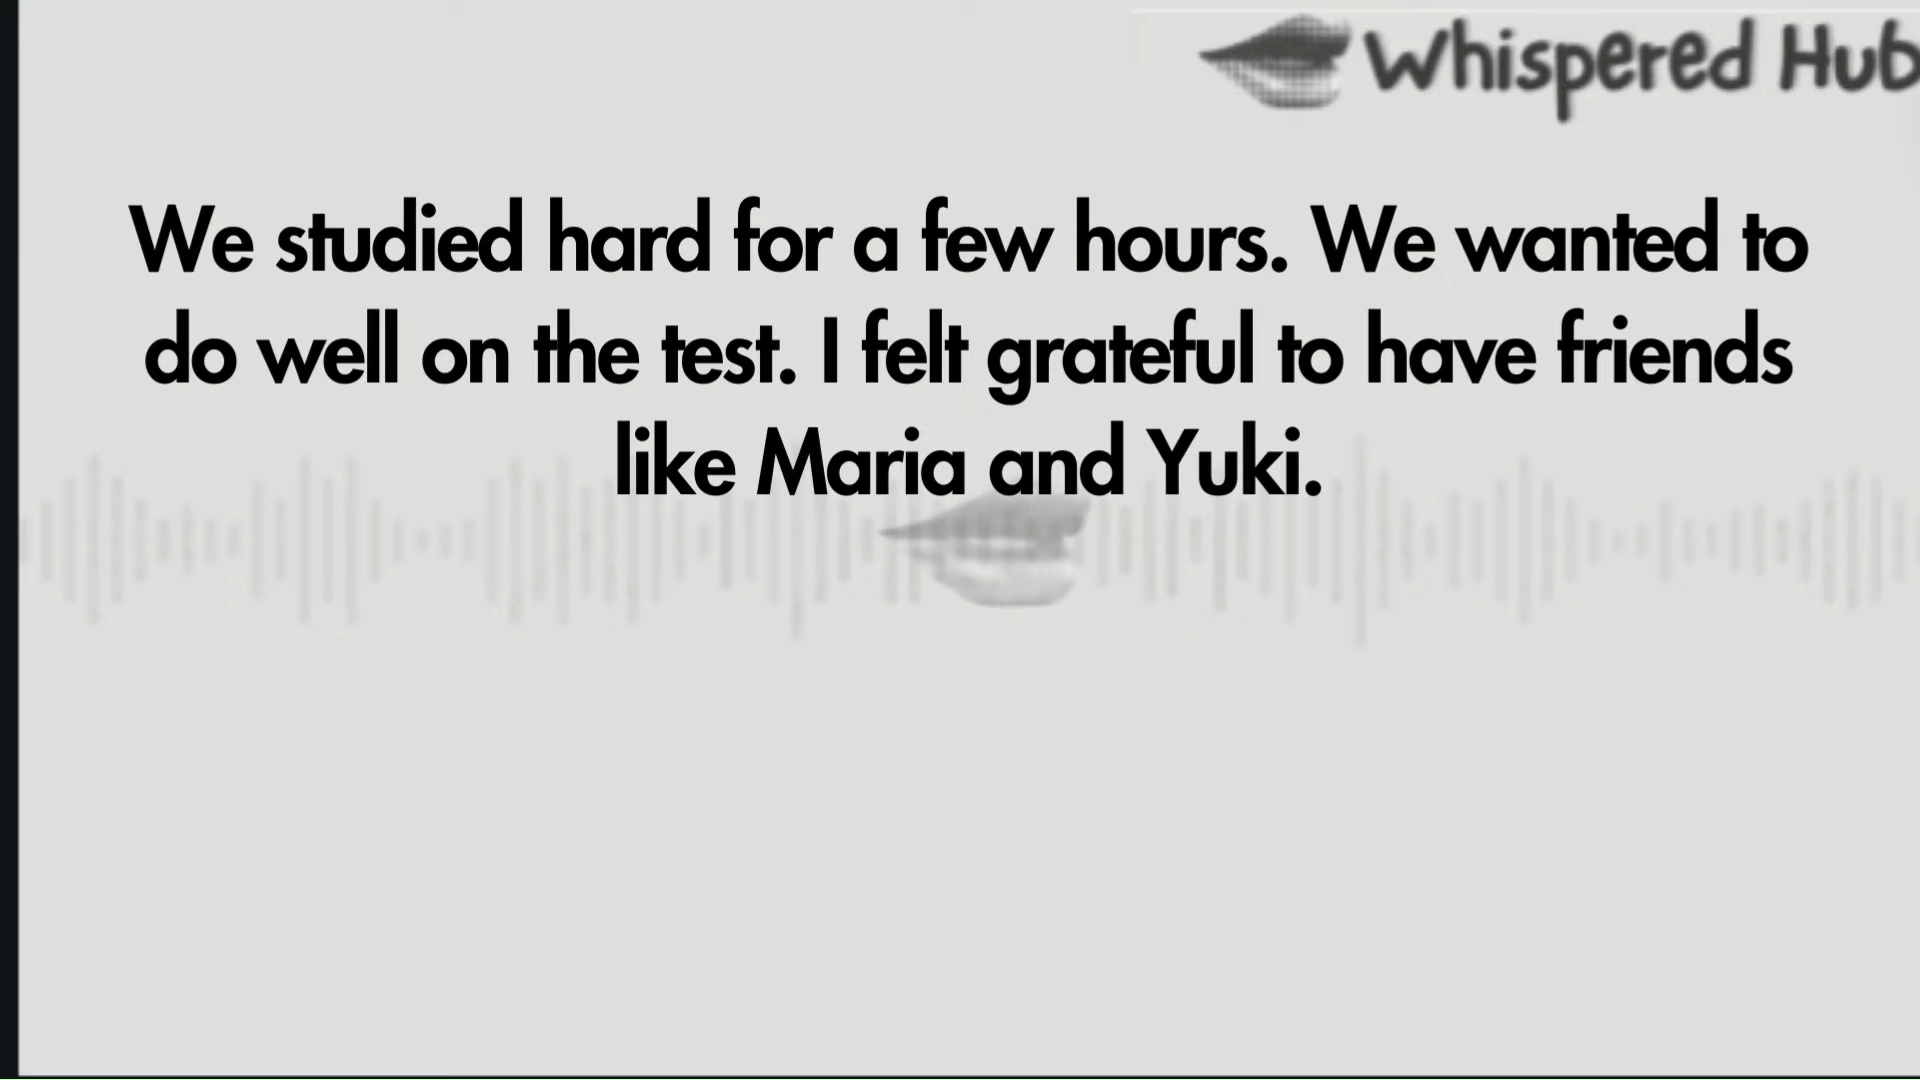 Whispered Hub
We studied hard for a few hours. We wanted to
do well on the test. I felt grateful to have friends
like Maria and Yuki.